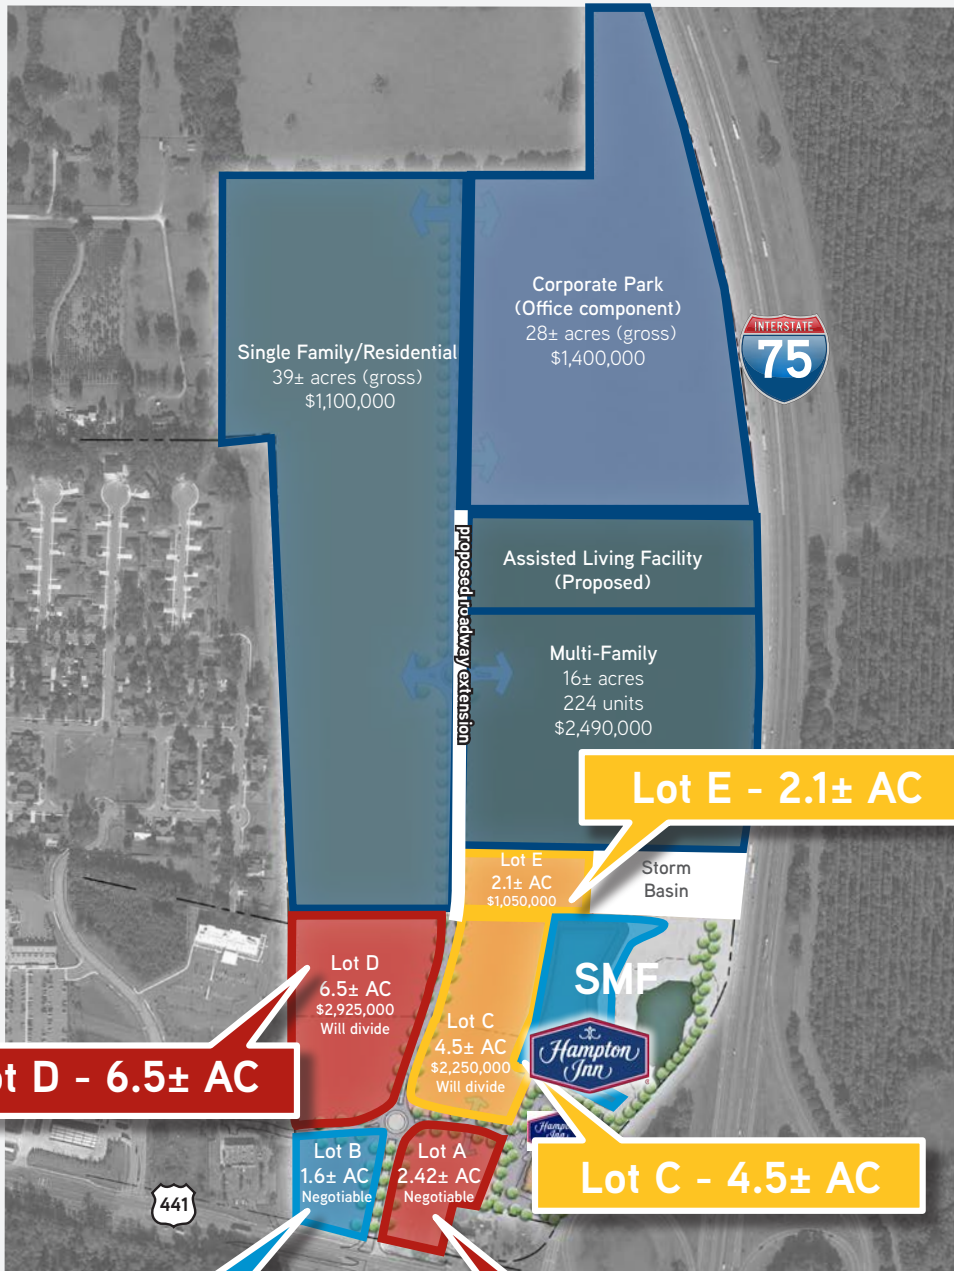 Corporate Park
(Office component)
28± acres (gross)
$1,400,000
INTERSTATE
75
Single Family/Residential
39± acres (gross)
$1,100,000
proposed roadway extension
Assisted Living Facility
(Proposed)
Multi-Family
16± acres
224 units
$2,490,000
Lot E - 2.1± AC
Lot E
2.1± AC
$1,050,000
Storm
Basin
Lot D
6.5± AC
$2,925,000
Will divide
SMF
Lot C
4.5± AC
$2,250,000
Will divide
Hampton
Inn
t D - 6.5± AC
Hampton
Inn
Lot B
1.6± AC
Negotiable
Lot A
2.42± AC
Negotiable
Lot C - 4.5± AC
441